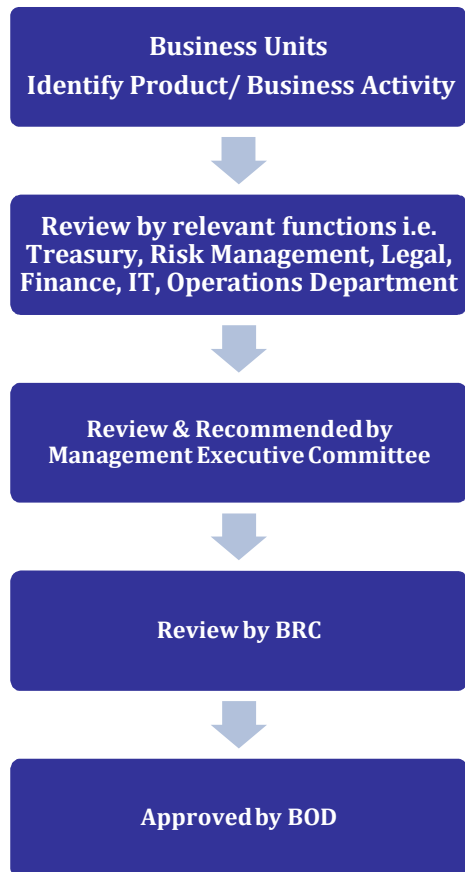 Business Units
Identify Product/ Business Activity
Review by relevant functions i.e.
Treasury, Risk Management, Legal,
Finance, IT, Operations Department
Review & Recommended by
Management Executive Committee
Review by BRC
Approved by BOD